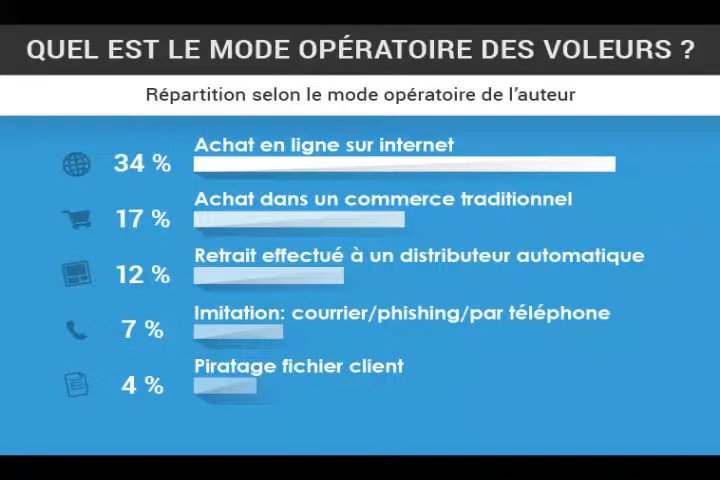 QUEL EST LE MODE OPÉRATOIRE DES VOLEURS ?
Répartition selon le mode opératoire de l'auteur
Achat en ligne sur internet
34 %
Achat dans un commerce traditionnel
17 %
Retrait effectué à un distributeur automatique
12 %
Imitation: courrier/phishing/par téléphone
7 %
Piratage fichier client
4 %